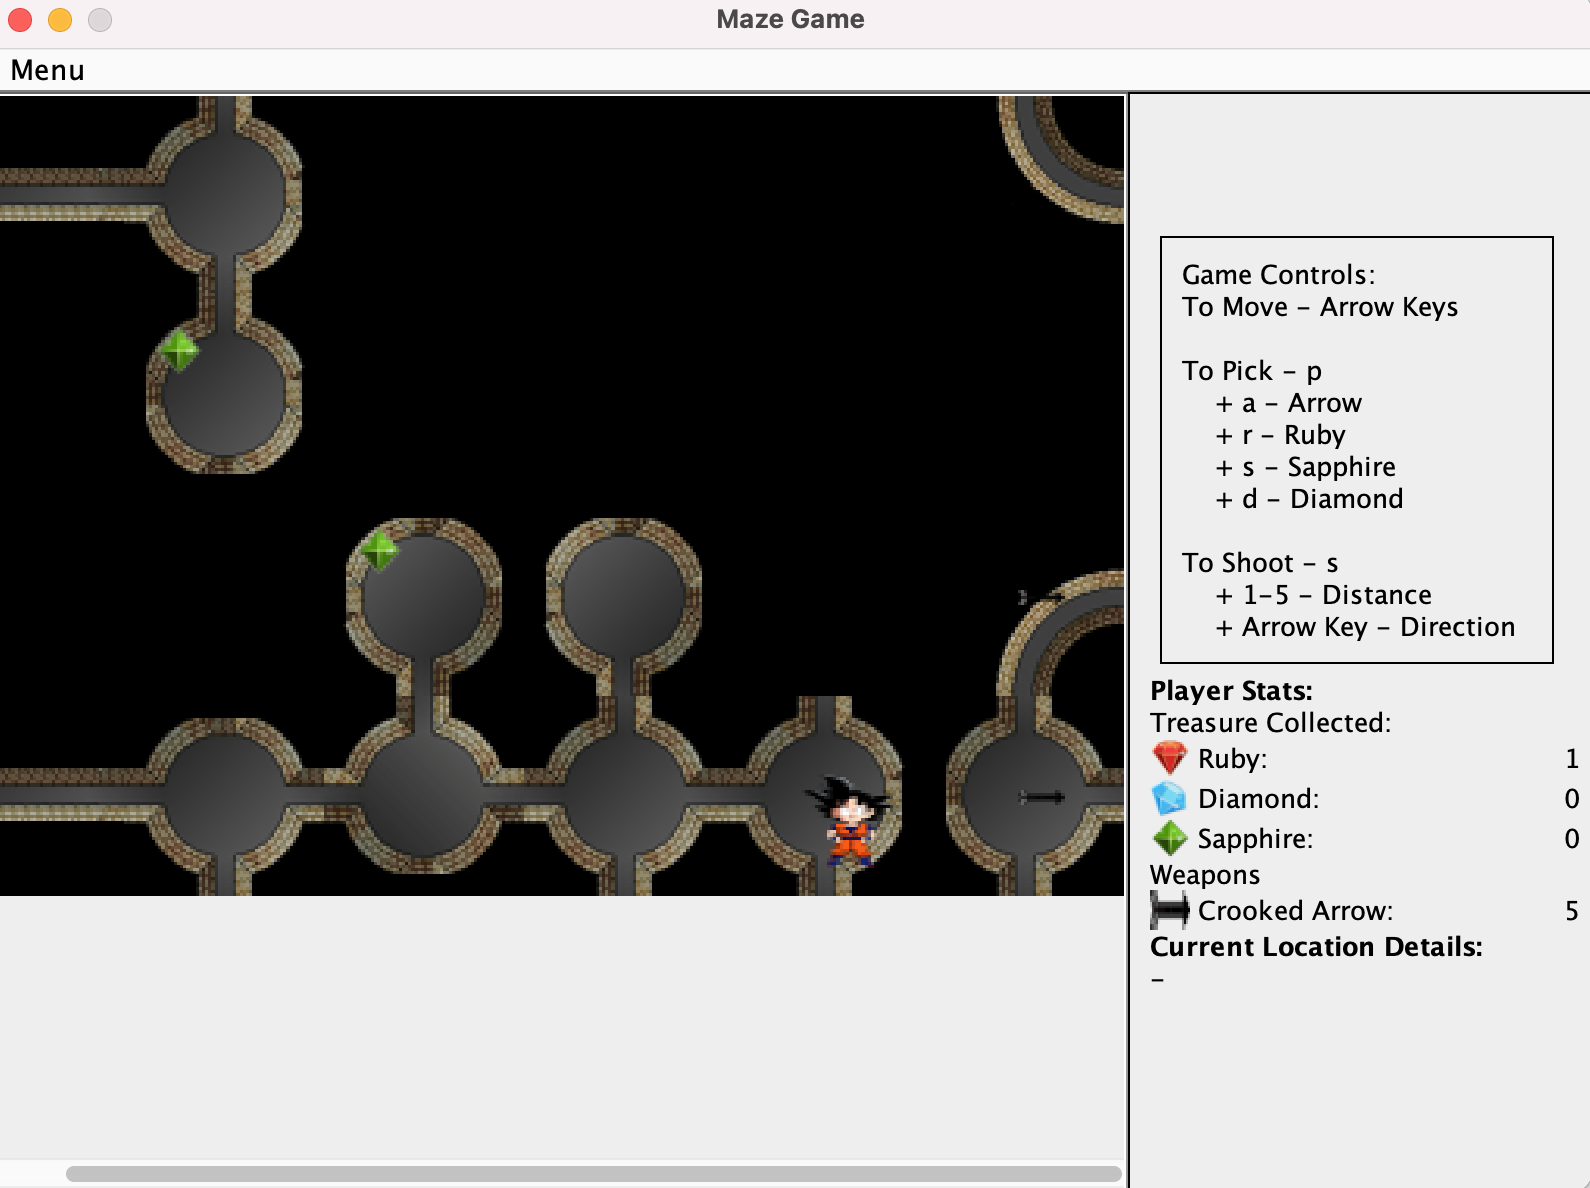 Maze Game
Menu
Game Controls:
To Move – Arrow Keys
To Pick – p
+ a – Arrow
+ r – Ruby
+ s – Sapphire
+ d – Diamond
To Shoot – s
+ 1–5 – Distance
+ Arrow Key – Direction
Player Stats:
Treasure Collected:
Ruby: 1
Diamond: 0
Sapphire: 0
Weapons
Crooked Arrow: 5
Current Location Details:
–